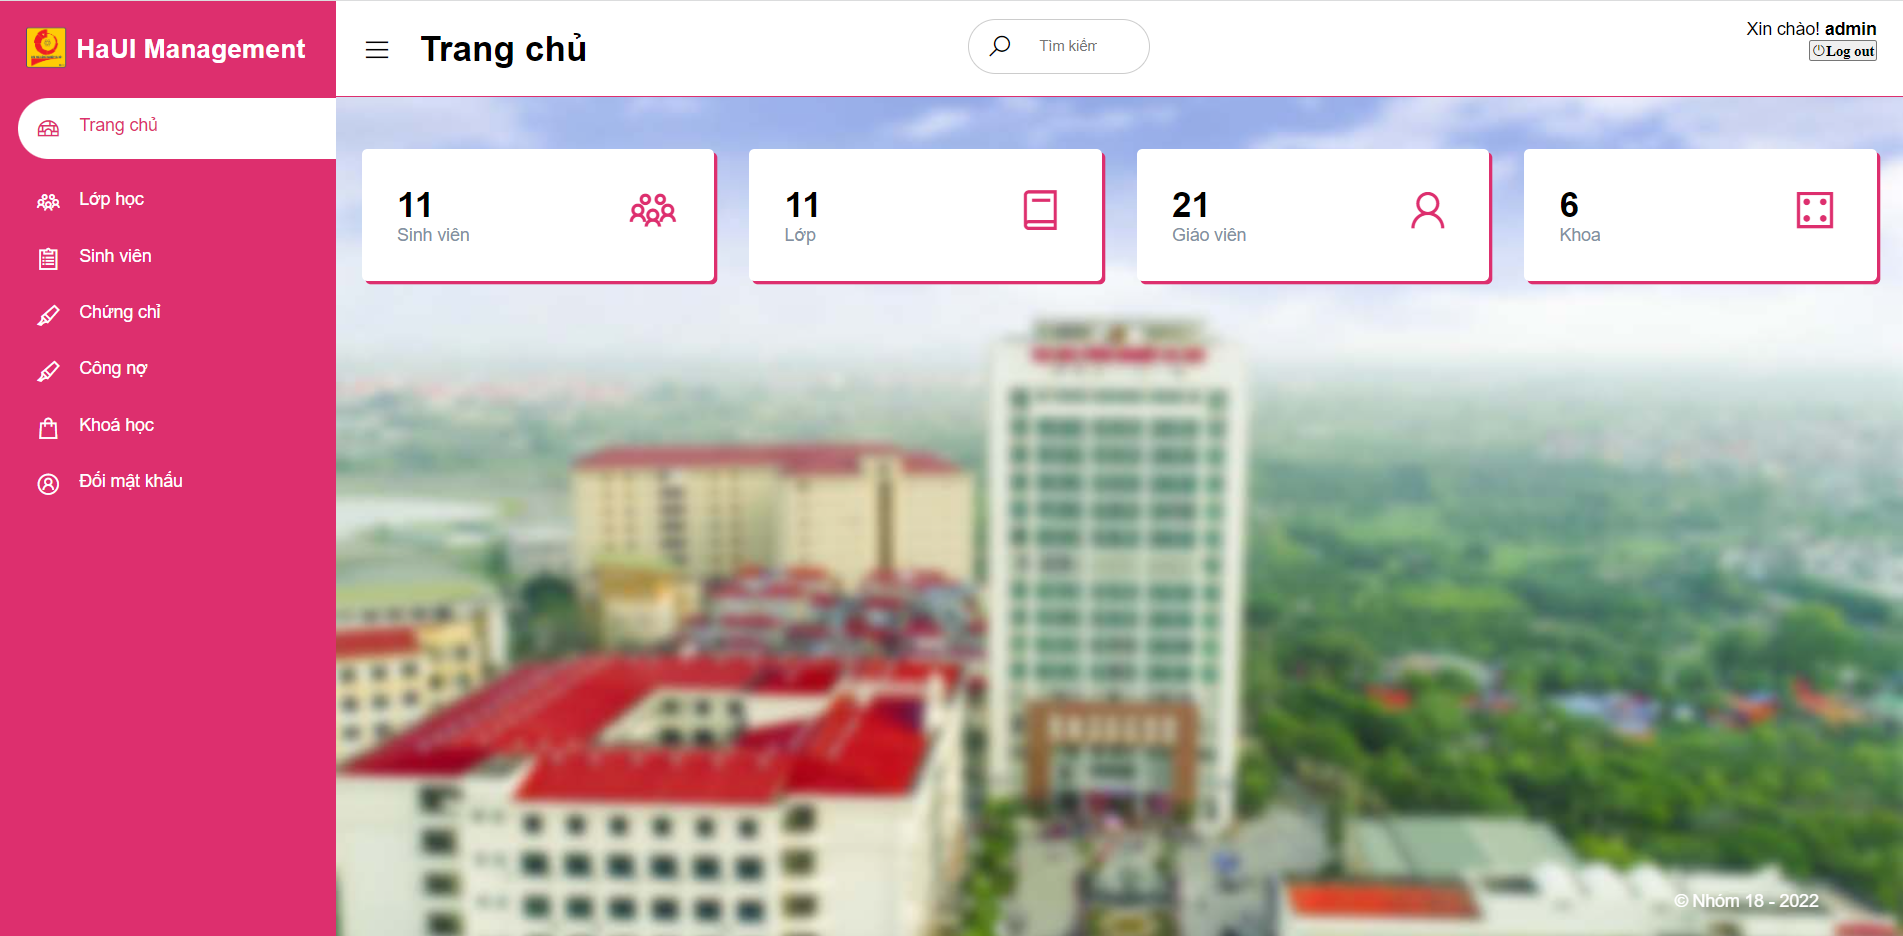 HaUI Management
Trang chủ
Lớp học
Sinh viên
Chứng chỉ
Công nợ
Khoá học
Đổi mật khẩu
Trang chủ
Tìm kiếm
Xin chào! admin
Log out
11
Sinh viên
11
Lớp
21
Giáo viên
6
Khoa
© Nhóm 18 - 2022